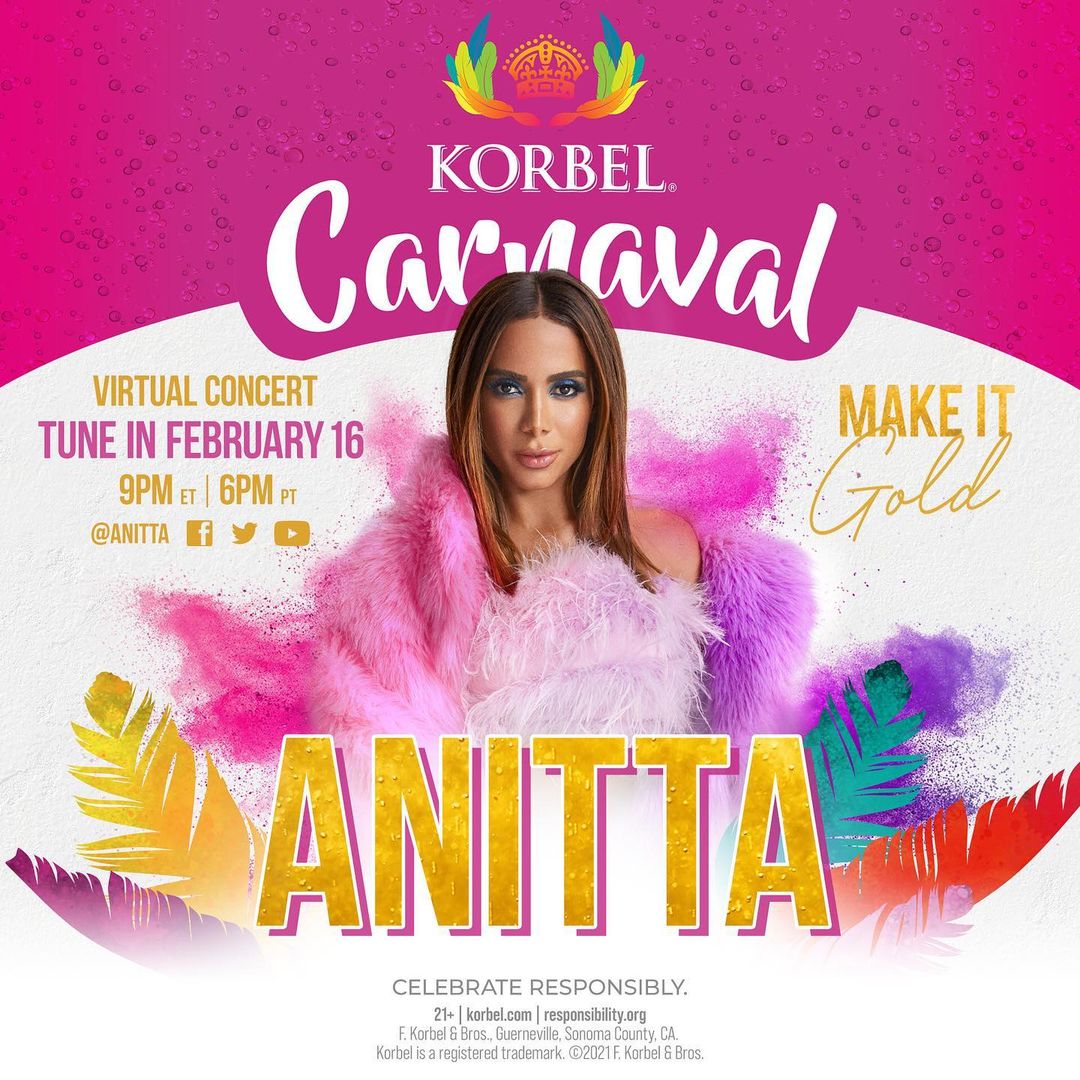 KORBEL®
Carnaval
VIRTUAL CONCERT
TUNE IN FEBRUARY 16
9PM ET | 6PM PT
@ANITTA
MAKE IT
Gold
ANITTA
CELEBRATE RESPONSIBLY.
21+ | korbel.com | responsibility.org
F. Korbel & Bros., Guerneville, Sonoma County, CA.
Korbel is a registered trademark. ©2021 F. Korbel & Bros.